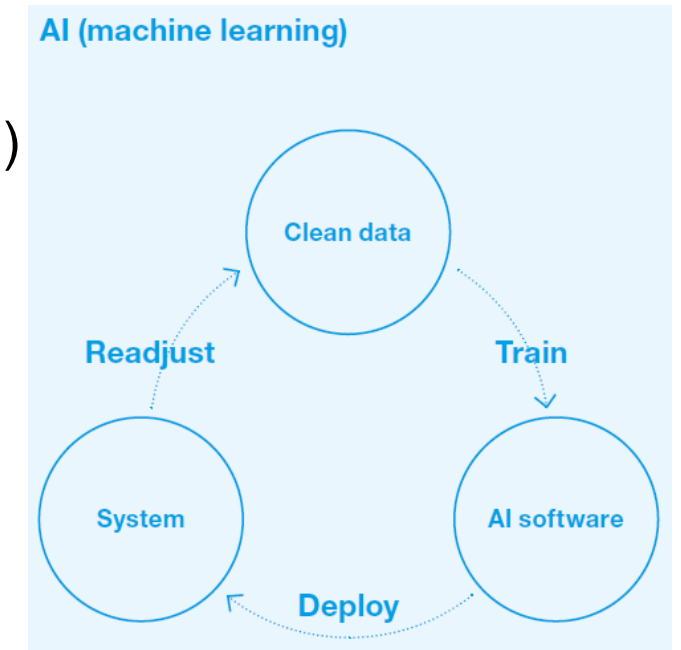 AI (machine learning)
)
Clean data
Readjust
Train
System
AI software
Deploy